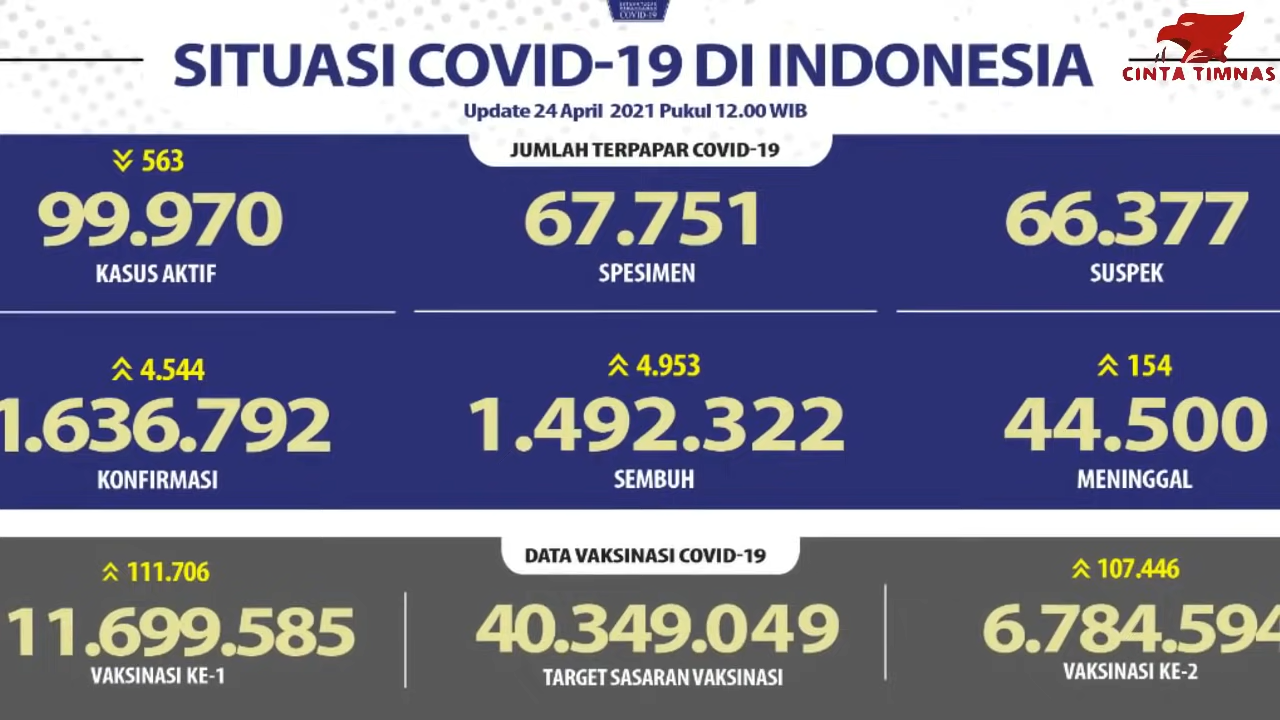 COVID-19
SITUASI COVID-19 DI INDONESIA
CINTA TIMNAS
Update 24 April 2021 Pukul 12.00 WIB
JUMLAH TERPAPAR COVID-19
563
99.970
KASUS AKTIF
67.751
SPESIMEN
66.377
SUSPEK
4.544
1.636.792
KONFIRMASI
4.953
1.492.322
SEMBUH
154
44.500
MENINGGAL
DATA VAKSINASI COVID-19
111.706
11.699.585
VAKSINASI KE-1
40.349.049
TARGET SASARAN VAKSINASI
107.446
6.784.594
VAKSINASI KE-2